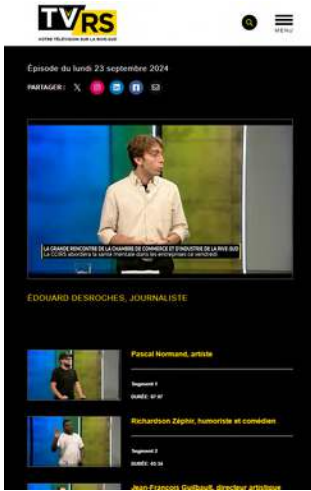 TVRS
VOTRE TÉLÉVISION SUR LA RIVE-SUD
MENU
Épisode du lundi 23 septembre 2024
PARTAGER :
LA GRANDE RENCONTRE DE LA CHAMBRE DE COMMERCE ET D'INDUSTRIE DE LA RIVE-SUD
La CCIRS abordera la santé mentale dans les entreprises ce vendredi
ÉDOUARD DESROCHES, JOURNALISTE
Pascal Normand, artiste
Segment 1
DURÉE: 07:07
Richardson Zéphir, humoriste et comédien
Segment 2
Jean-François Guilbault, directeur artistique